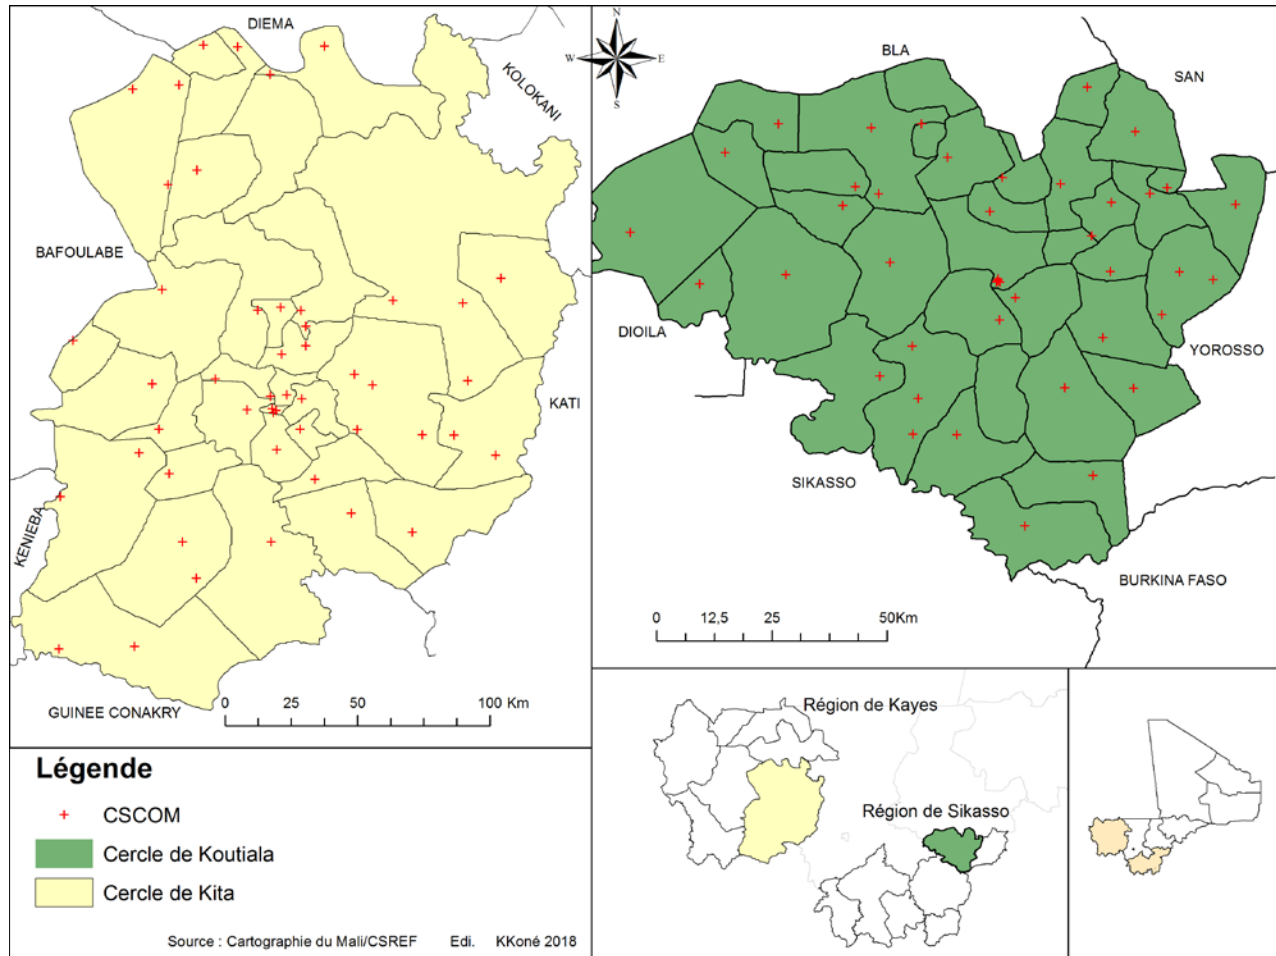 DIEMA
KOLOKANI
BAFOULABE
KATI
KENIEBA
GUINEE CONAKRY
0 25 50 100 Km
N
W E
S
BLA
SAN
DIOILA
YOROSSO
SIKASSO
BURKINA FASO
0 12,5 25 50Km
Légende
CSCOM
Cercle de Koutiala
Cercle de Kita
Source : Cartographie du Mali/CSREF Edi. KKoné 2018
Région de Kayes
Région de Sikasso